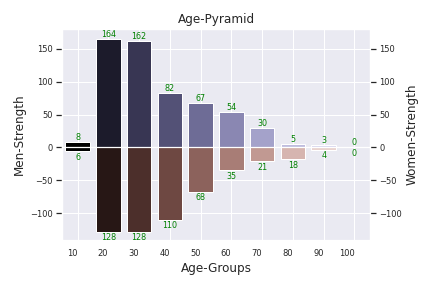 Age-Pyramid
164 162
150 150
100 100
82
67
54
50 50
30
8 5 3 0
0 0
6 4 0
18
21
35
−50 −50
68
−100 −100
110
128 128
10 20 30 40 50 60 70 80 90 100
Men-Strength
Women-Strength
Age-Groups